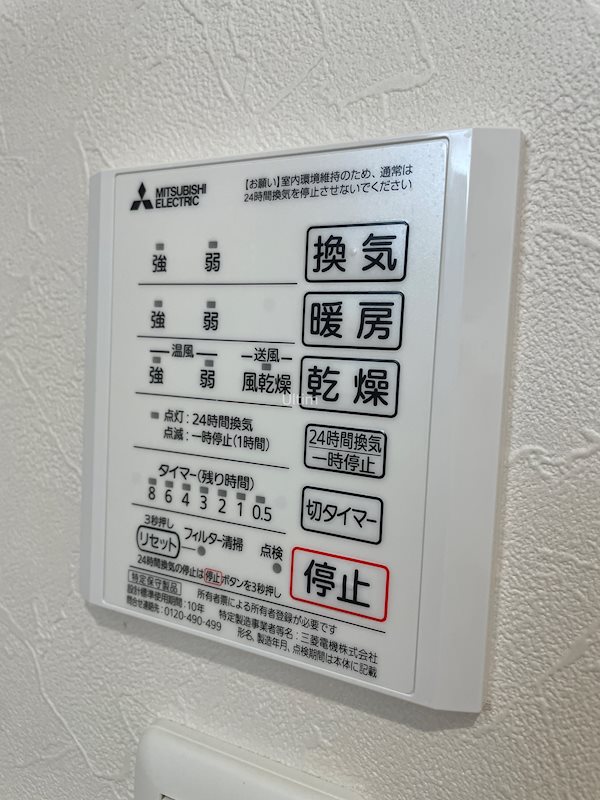 MITSUBISHI
ELECTRIC
【お願い】室内環境維持のため、通常は
24時間換気を停止させないでください
強 弱 換気
強 弱 暖房
温風 送風
強 弱 風乾燥 乾燥
Ultim
点灯：24時間換気
点滅：一時停止(1時間)
24時間換気
一時停止
タイマー(残り時間)
8 6 4 3 2 1 0.5
切タイマー
3秒押し
リセット フィルター清掃 点検
停止
24時間換気の停止は停止ボタンを3秒押し
特定保守製品 所有者票による所有者登録が必要です
設計標準使用期間：10年 特定製造事業者等名：三菱電機株式会社
問合せ連絡先：0120-490-499 形名、製造年月、点検期間は本体に記載